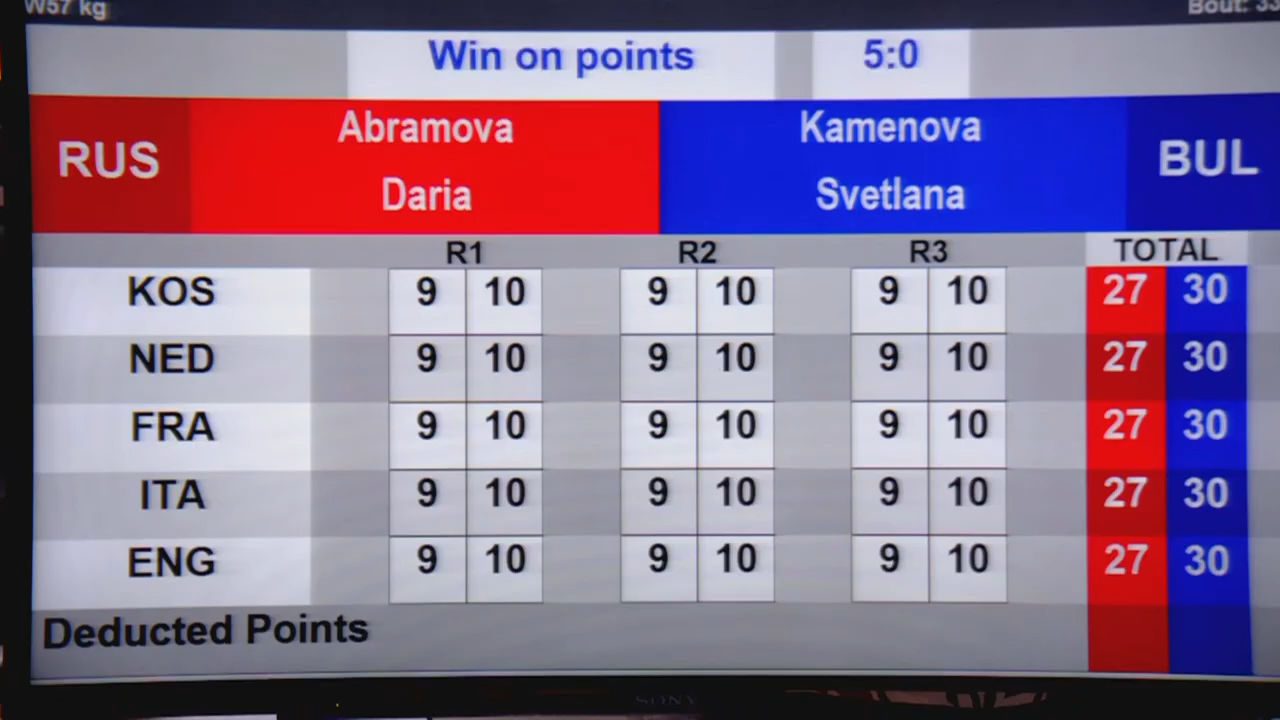 W57 kg Bout: 33
Win on points 5:0
RUS Abramova Daria Kamenova Svetlana BUL
R1 R2 R3 TOTAL
KOS 9 10 9 10 9 10 27 30
NED 9 10 9 10 9 10 27 30
FRA 9 10 9 10 9 10 27 30
ITA 9 10 9 10 9 10 27 30
ENG 9 10 9 10 9 10 27 30
Deducted Points
SONY